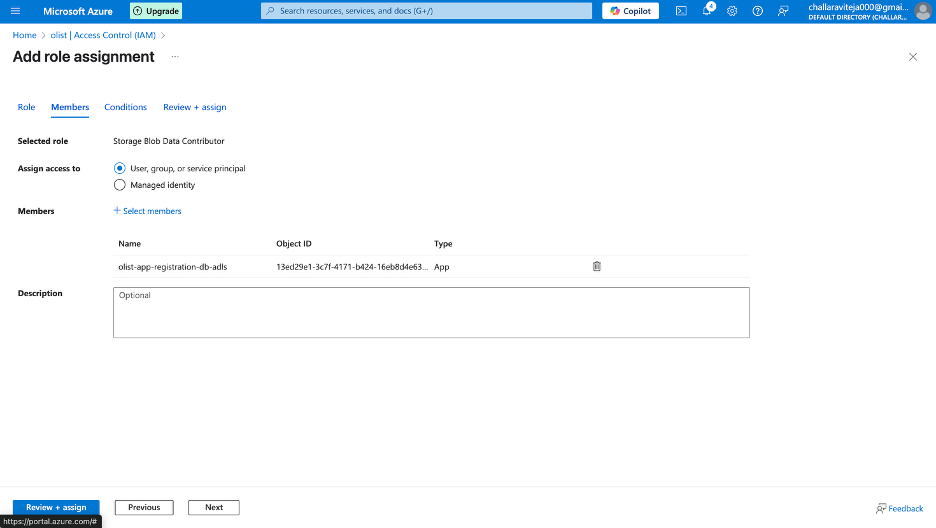 Microsoft Azure
Upgrade
Search resources, services, and docs (G+/)
Copilot
4
challaraviteja000@gmai...
DEFAULT DIRECTORY (CHALLAR...
Home > olist | Access Control (IAM) >
Add role assignment ...
Role Members Conditions Review + assign
Selected role Storage Blob Data Contributor
Assign access to User, group, or service principal
Managed identity
Members + Select members
Name Object ID Type
olist-app-registration-db-adls 13ed29e1-3c7f-4171-b424-16eb8d4e63... App
Description Optional
Review + assign Previous Next
Feedback
https://portal.azure.com/#